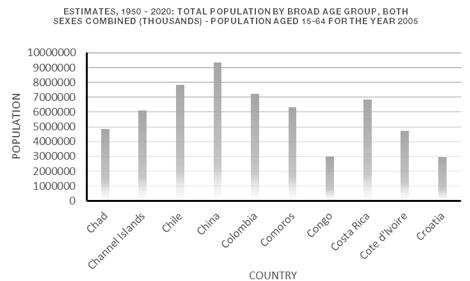 ESTIMATES, 1950 - 2020: TOTAL POPULATION BY BROAD AGE GROUP, BOTH
SEXES COMBINED (THOUSANDS) - POPULATION AGED 15-64 FOR THE YEAR 2005
POPULATION
10000000
9000000
8000000
7000000
6000000
5000000
4000000
3000000
2000000
1000000
0
Chad
Channel Islands
Chile
China
Colombia
Comoros
Congo
Costa Rica
Cote d'Ivoire
Croatia
COUNTRY